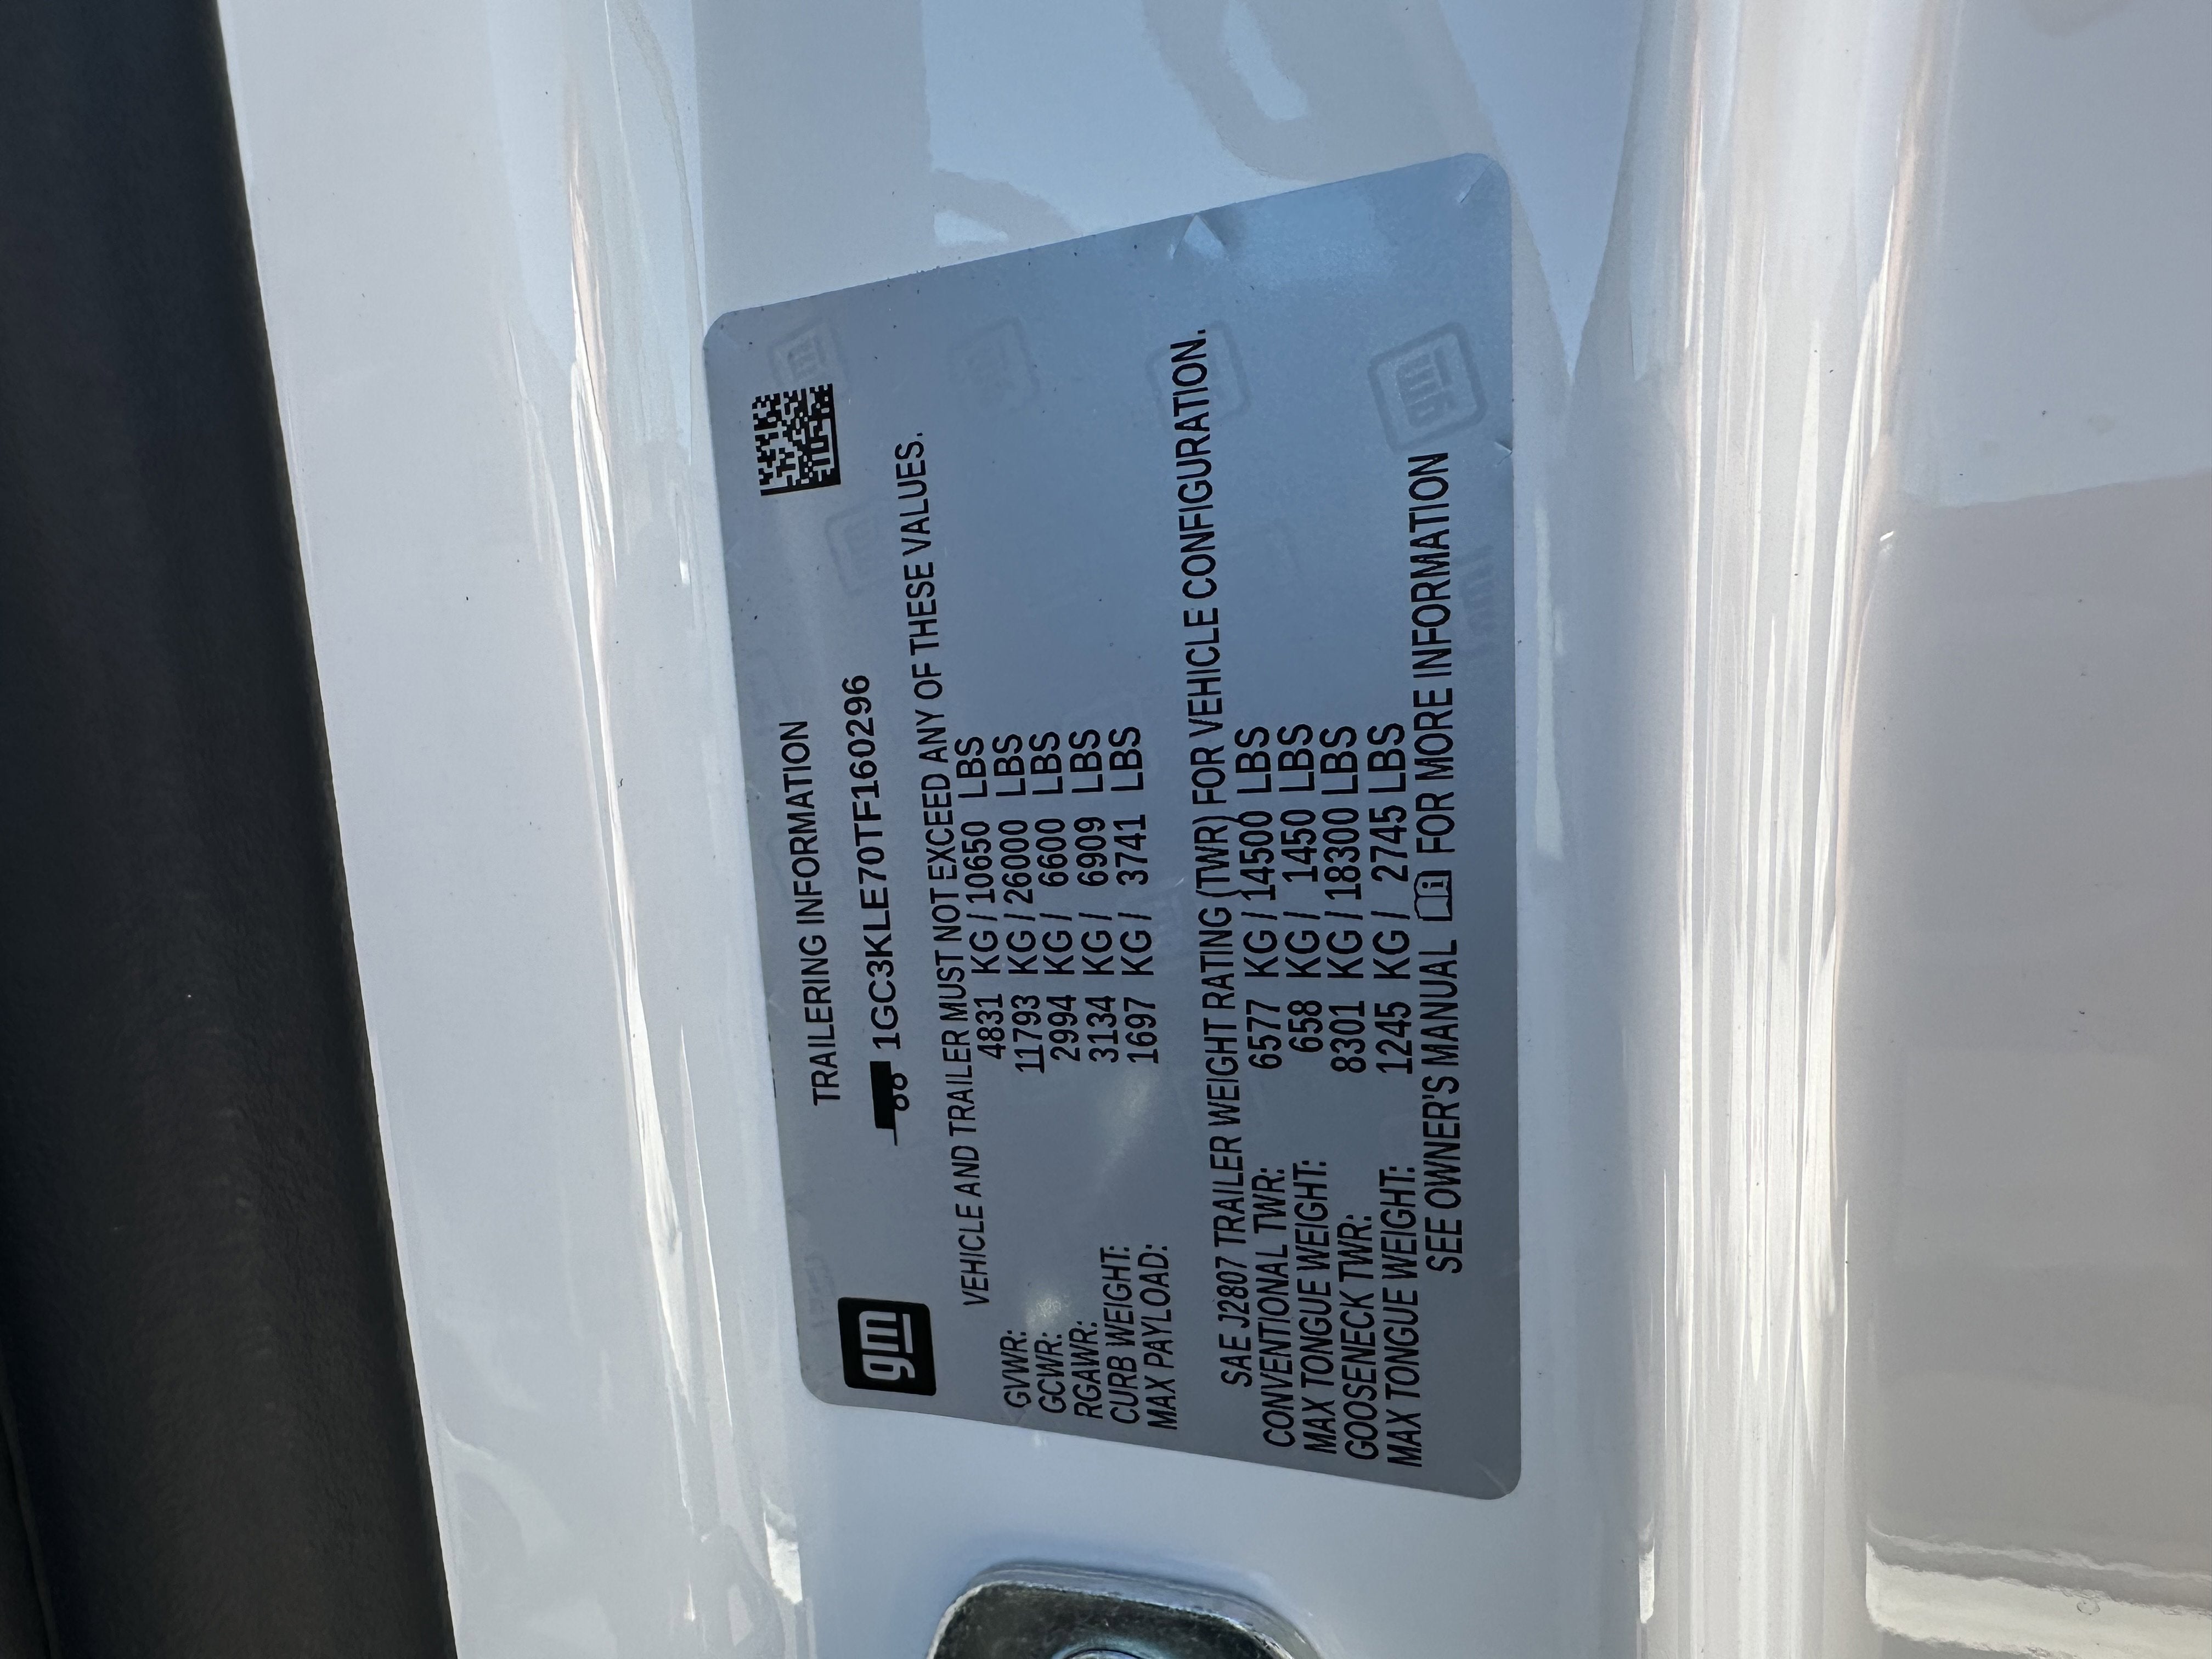 gm
TRAILERING INFORMATION
1GC3KLE70TF160296
VEHICLE AND TRAILER MUST NOT EXCEED ANY OF THESE VALUES.
GVWR: 4831 KG / 10650 LBS
GCWR: 11793 KG / 26000 LBS
RGAWR: 2994 KG / 6600 LBS
CURB WEIGHT: 3134 KG / 6909 LBS
MAX PAYLOAD: 1697 KG / 3741 LBS
SAE J2807 TRAILER WEIGHT RATING (TWR) FOR VEHICLE CONFIGURATION.
CONVENTIONAL TWR: 6577 KG / 14500 LBS
MAX TONGUE WEIGHT: 658 KG / 1450 LBS
GOOSENECK TWR: 8301 KG / 18300 LBS
MAX TONGUE WEIGHT: 1245 KG / 2745 LBS
SEE OWNER'S MANUAL FOR MORE INFORMATION